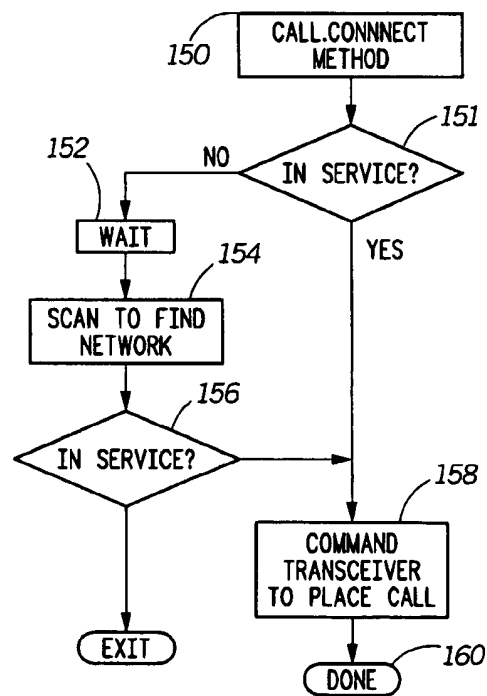 150
CALL.CONNNECT
METHOD
151
IN SERVICE?
NO
YES
152
WAIT
154
SCAN TO FIND
NETWORK
156
IN SERVICE?
158
COMMAND
TRANSCEIVER
TO PLACE CALL
EXIT
DONE
160